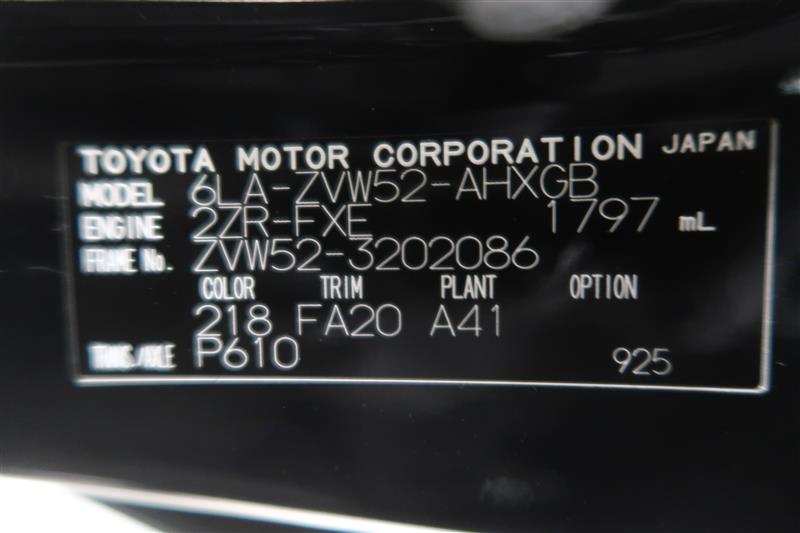 TOYOTA MOTOR CORPORATION JAPAN
MODEL 6LA-ZVW52-AHXGB
ENGINE 2ZR-FXE 1797 mL
FRAME No. ZVW52-3202086
COLOR TRIM PLANT OPTION
218 FA20 A41
TRANS/AXLE P610 925